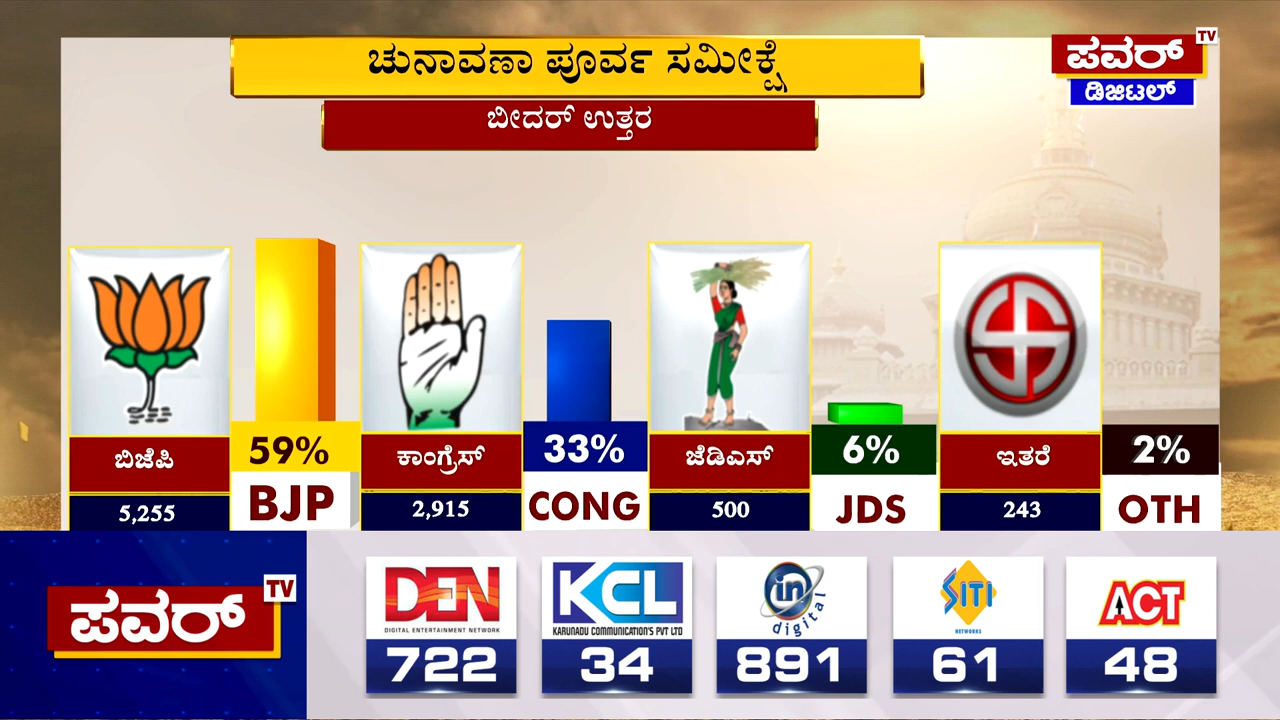 ಚುನಾವಣಾ ಪೂರ್ವ ಸಮೀಕ್ಷೆ
ಬೀದರ್ ಉತ್ತರ
ಪವರ್ TV
ಡಿಜಿಟಲ್
59% 33% 6% 2%
ಬಿಜೆಪಿ BJP ಕಾಂಗ್ರೆಸ್ CONG ಜೆಡಿಎಸ್ JDS ಇತರೆ OTH
5,255 2,915 500 243
ಪವರ್ TV
DEN KCL in SITI ACT
DIGITAL ENTERTAINMENT NETWORK KARUNADU COMMUNICATION'S PVT LTD digital NETWORKS
722 34 891 61 48